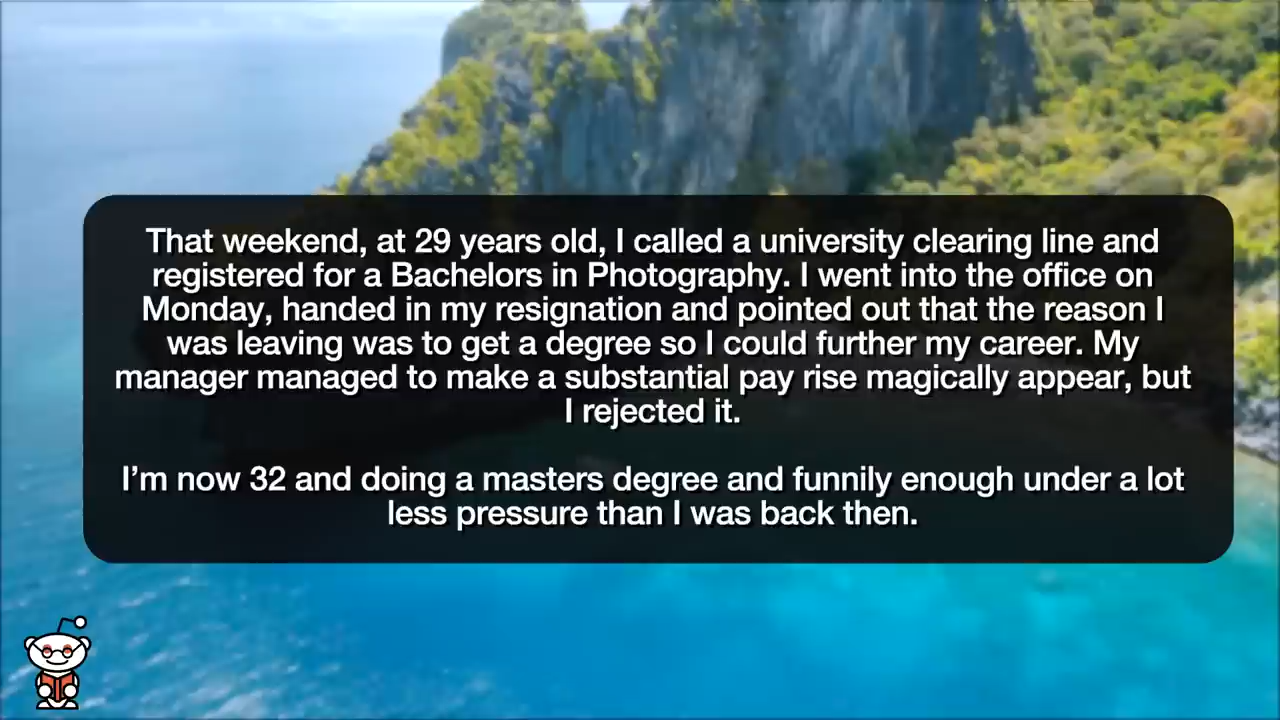 That weekend, at 29 years old, I called a university clearing line and
registered for a Bachelors in Photography. I went into the office on
Monday, handed in my resignation and pointed out that the reason I
was leaving was to get a degree so I could further my career. My
manager managed to make a substantial pay rise magically appear, but
I rejected it.
I’m now 32 and doing a masters degree and funnily enough under a lot
less pressure than I was back then.